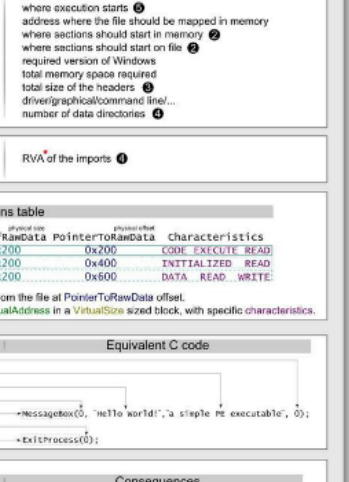 where execution starts ❺
address where the file should be mapped in memory
where sections should start in memory ❷
where sections should start on file ❷
required version of Windows
total memory space required
total size of the headers ❸
driver/graphical/command line/...
number of data directories ❹
RVA of the imports ❹
ns table
physical size physical offset
RawData PointerToRawData Characteristics
200 0x200 CODE EXECUTE READ
200 0x400 INITIALIZED READ
200 0x600 DATA READ WRITE
om the file at PointerToRawData offset.
ualAddress in a VirtualSize sized block, with specific characteristics.
Equivalent C code
→MessageBox(0, "Hello World!","a simple PE executable", 0);
→ExitProcess(0);
Consequences